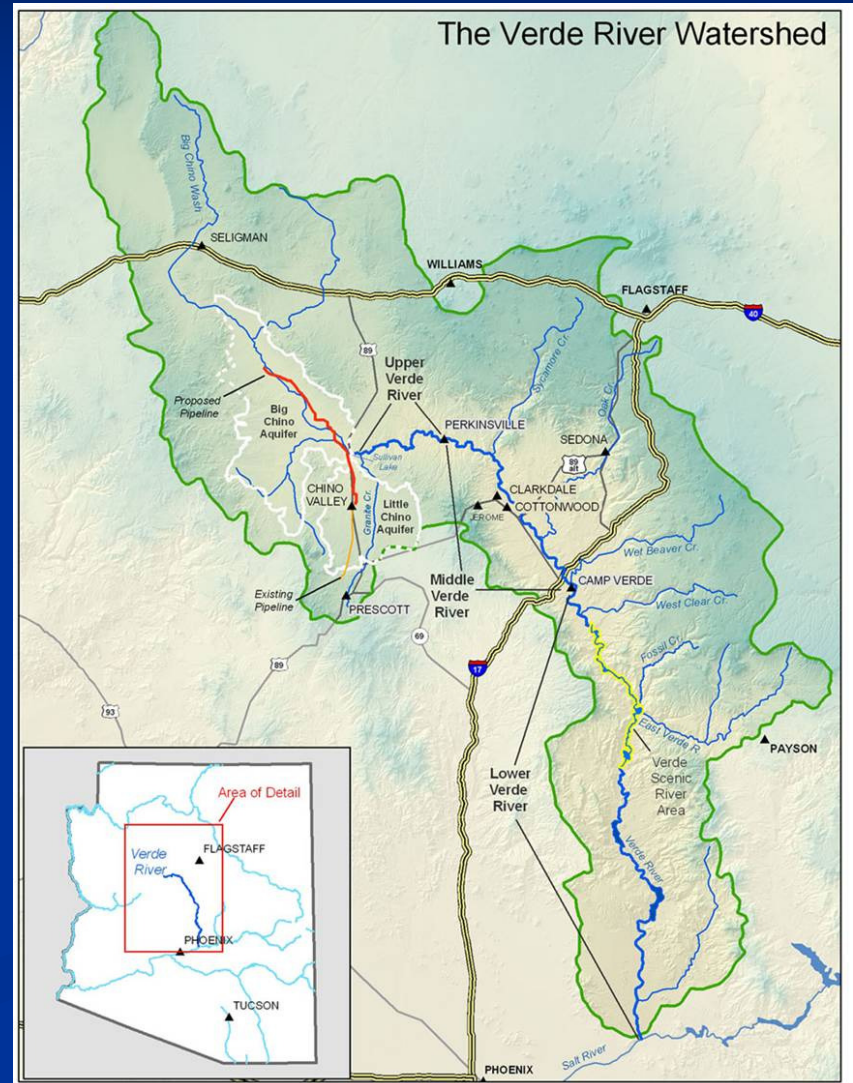 The Verde River Watershed
Big Chino Wash
SELIGMAN
WILLIAMS
FLAGSTAFF
40
89
Sycamore Cr.
Oak Cr.
Upper
Verde
River
Proposed
Pipeline
Big
Chino
Aquifer
PERKINSVILLE
SEDONA
89
alt
Sullivan
Lake
CHINO
VALLEY
Granite Cr.
Little
Chino
Aquifer
CLARKDALE
COTTONWOOD
JEROME
Wet Beaver Cr.
Middle
Verde
River
CAMP VERDE
West Clear Cr.
Existing
Pipeline
PRESCOTT
69
Fossil Cr.
89
17
93
East Verde R
PAYSON
Verde
Scenic
River
Area
Lower
Verde
River
Verde River
Area of Detail
Verde
River
FLAGSTAFF
PHOENIX
TUCSON
Salt River
PHOENIX